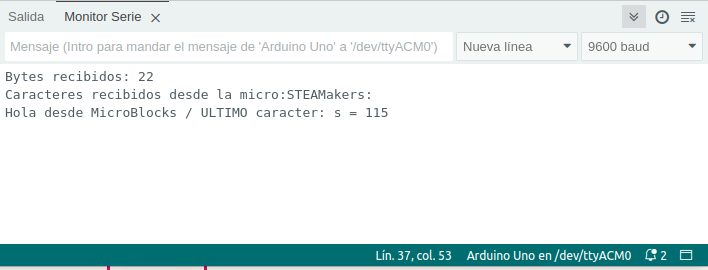 Salida Monitor Serie
Mensaje (Intro para mandar el mensaje de 'Arduino Uno' a '/dev/ttyACM0') Nueva línea 9600 baud
Bytes recibidos: 22
Caracteres recibidos desde la micro:STEAMakers:
Hola desde MicroBlocks / ULTIMO caracter: s = 115
Lín. 37, col. 53 Arduino Uno en /dev/ttyACM0 2